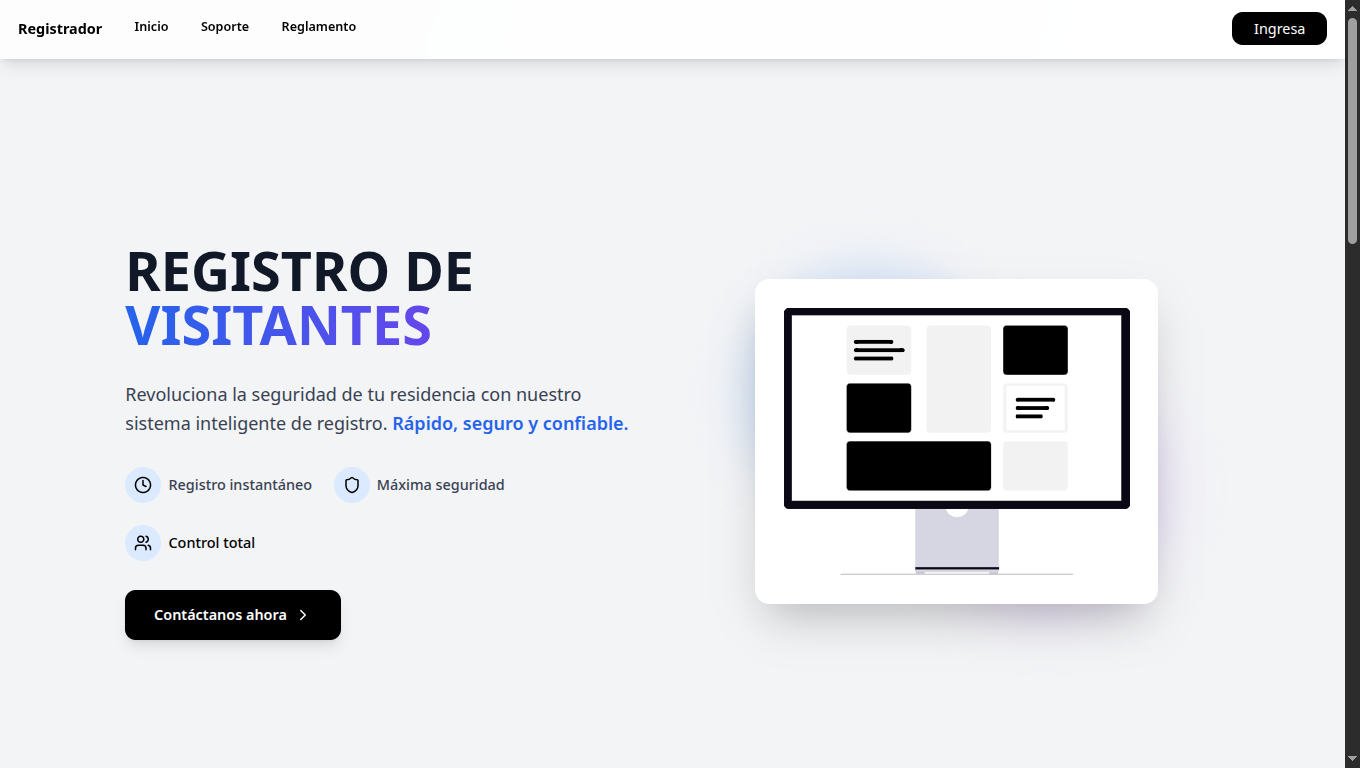 Registrador
Inicio
Soporte
Reglamento
Ingresa
REGISTRO DE
VISITANTES
Revoluciona la seguridad de tu residencia con nuestro
sistema inteligente de registro. Rápido, seguro y confiable.
Registro instantáneo
Máxima seguridad
Control total
Contáctanos ahora